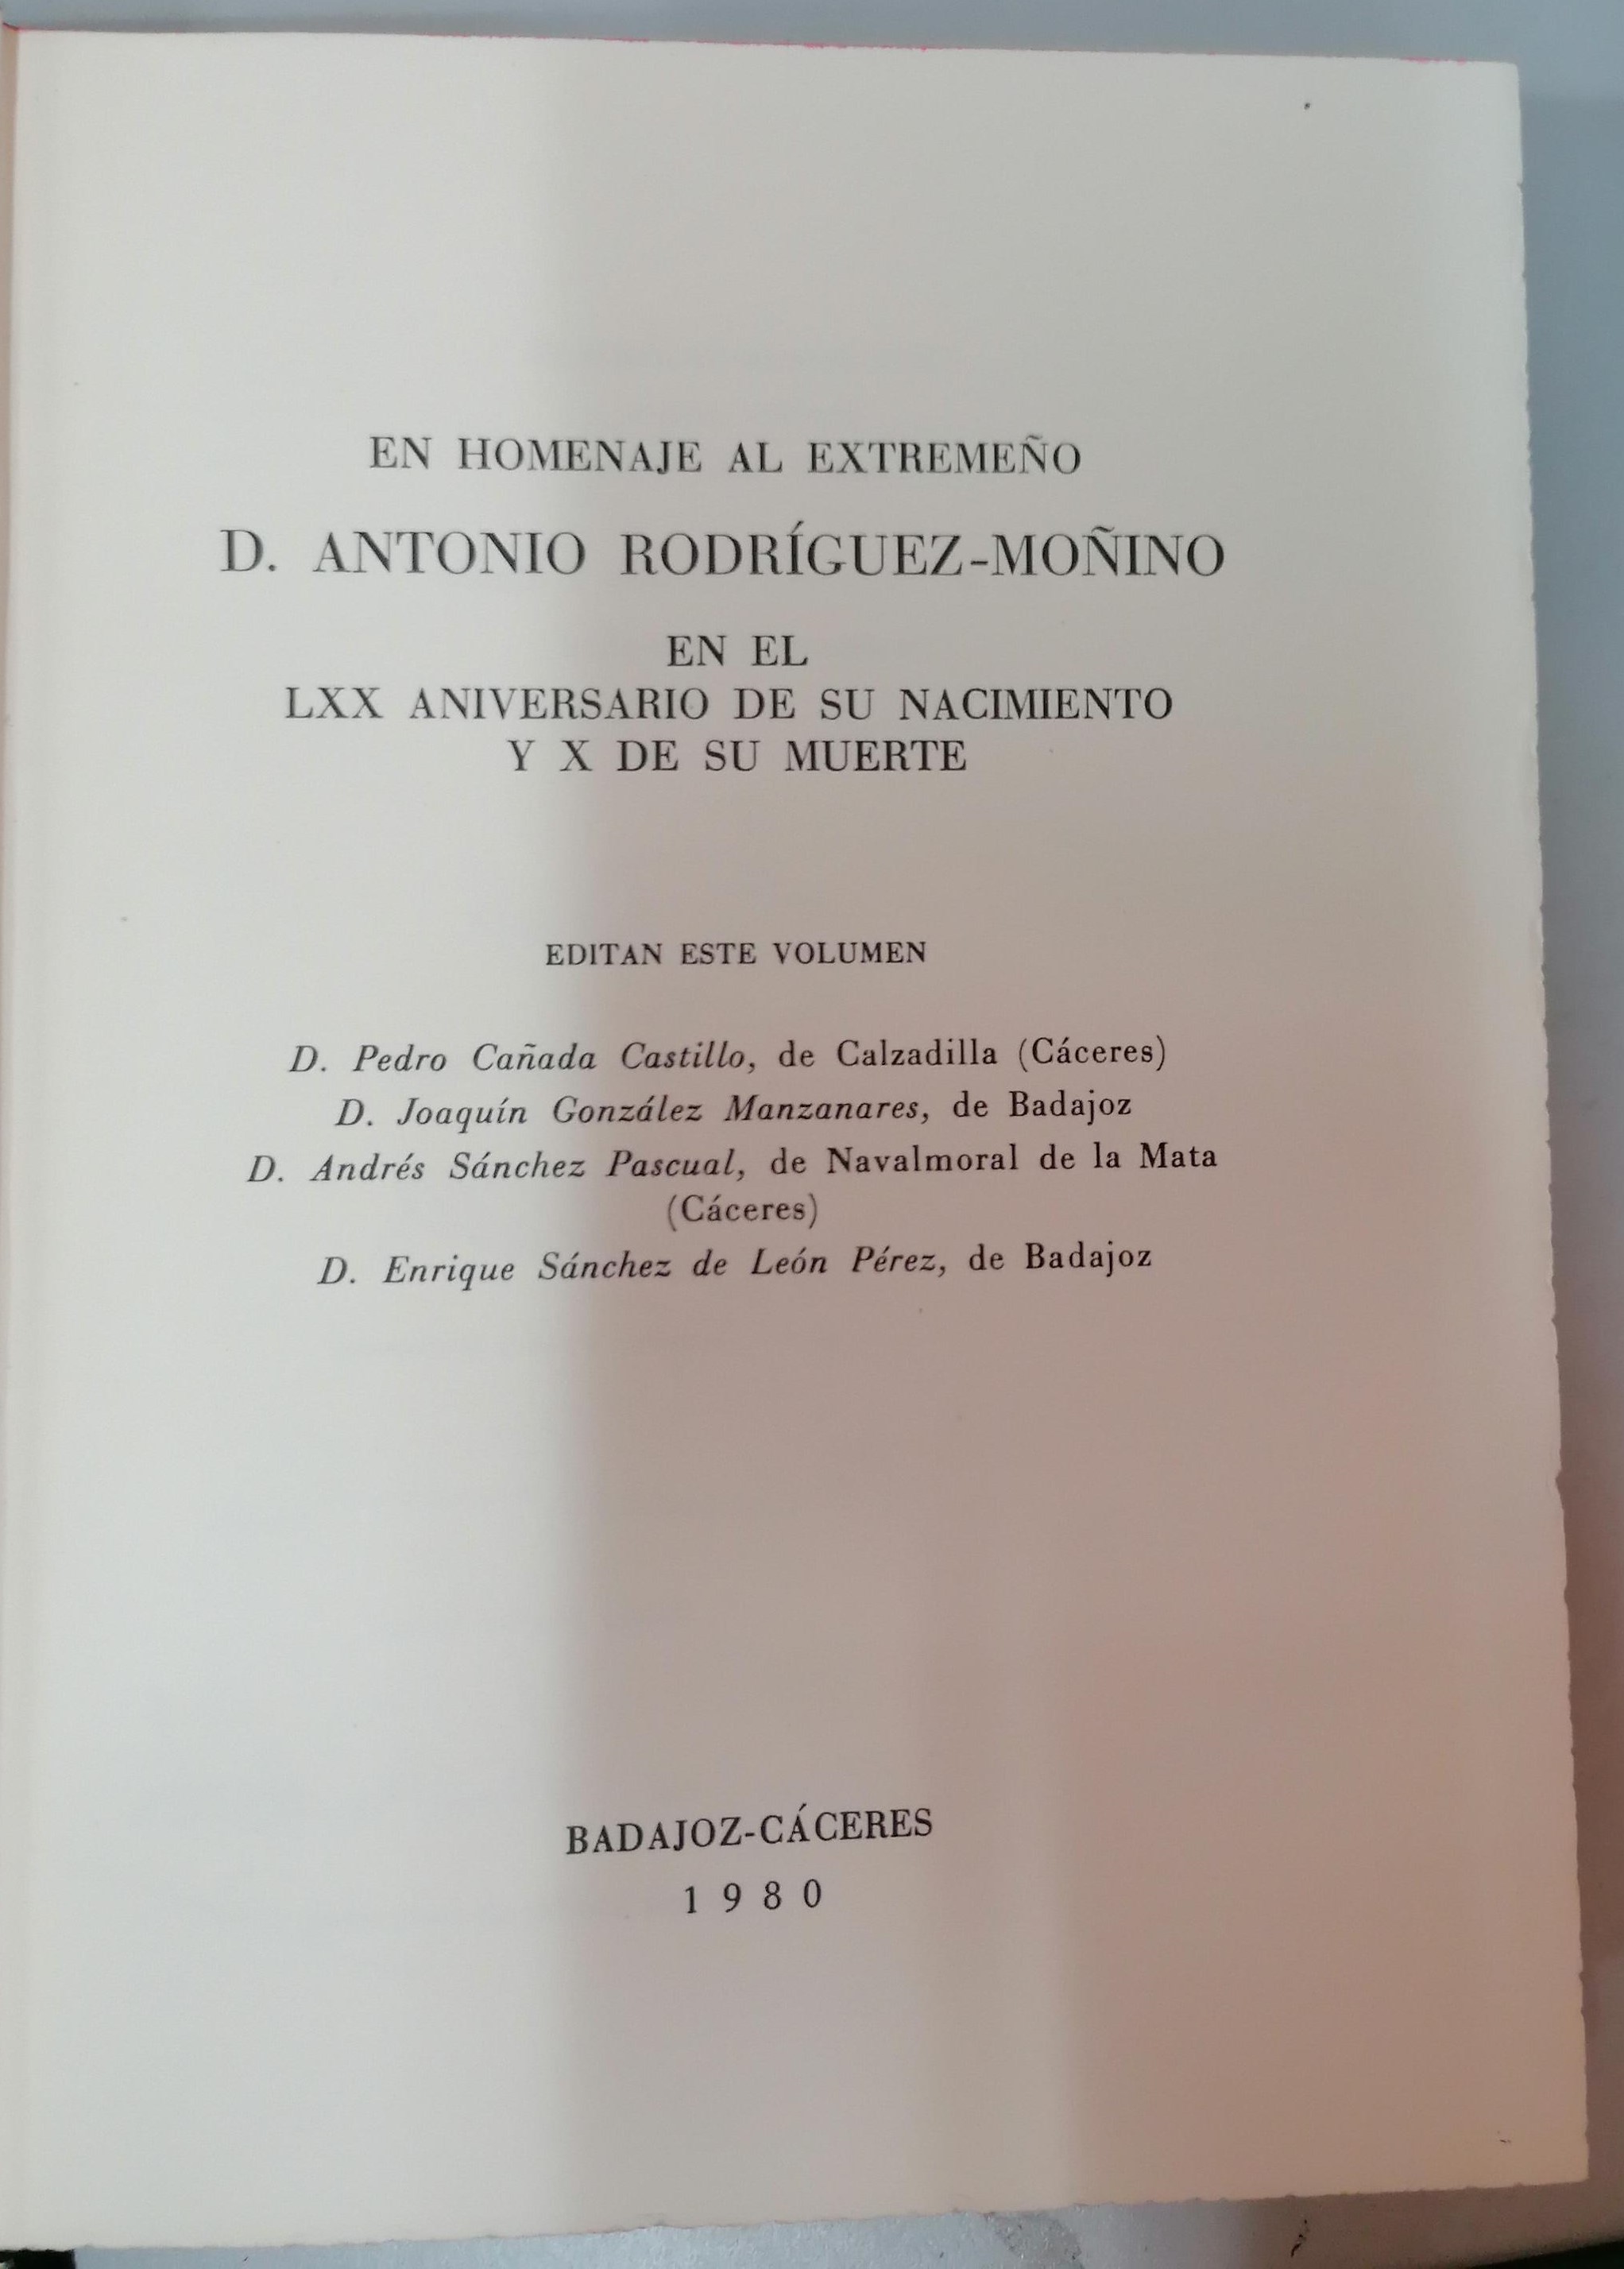 EN HOMENAJE AL EXTREMEÑO
D. ANTONIO RODRÍGUEZ-MOÑINO
EN EL
LXX ANIVERSARIO DE SU NACIMIENTO
Y X DE SU MUERTE
EDITAN ESTE VOLUMEN
D. Pedro Cañada Castillo, de Calzadilla (Cáceres)
D. Joaquín González Manzanares, de Badajoz
D. Andrés Sánchez Pascual, de Navalmoral de la Mata
(Cáceres)
D. Enrique Sánchez de León Pérez, de Badajoz
BADAJOZ-CÁCERES
1980